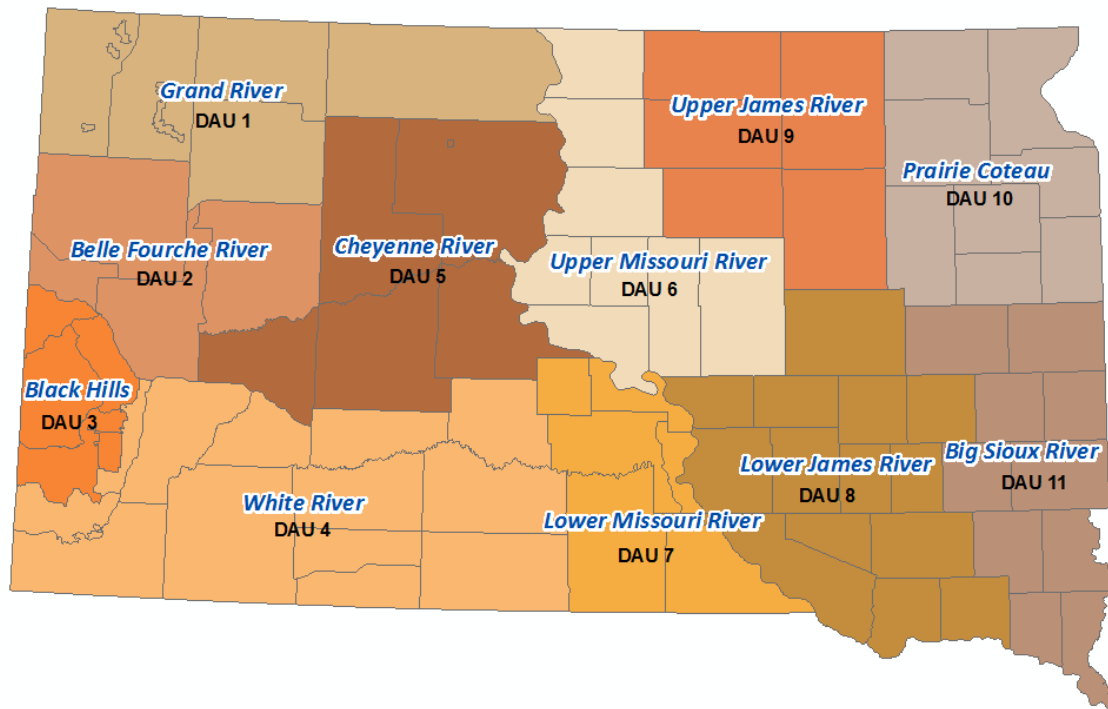 Grand River
DAU 1
Upper James River
DAU 9
Prairie Coteau
DAU 10
Belle Fourche River
DAU 2
Cheyenne River
DAU 5
Upper Missouri River
DAU 6
Black Hills
DAU 3
White River
DAU 4
Lower Missouri River
DAU 7
Lower James River
DAU 8
Big Sioux River
DAU 11